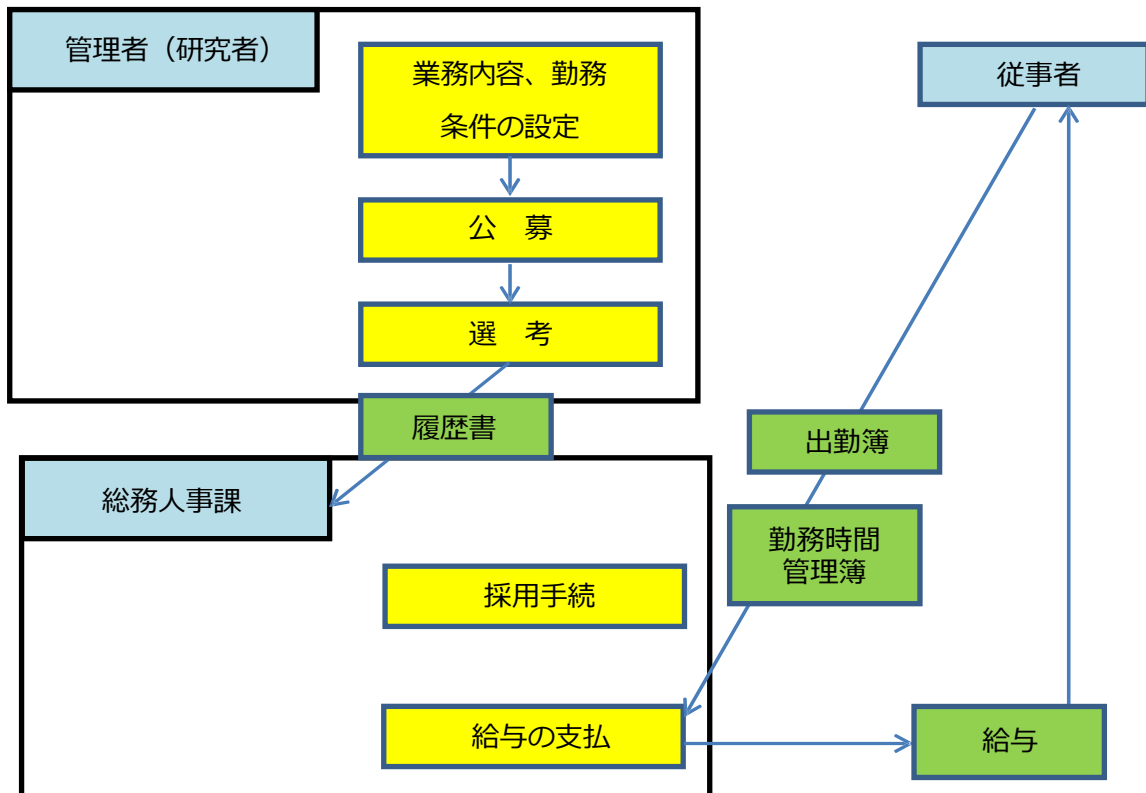 管理者（研究者）
業務内容、勤務
条件の設定
公　募
選　考
履歴書
従事者
出勤簿
勤務時間
管理簿
総務人事課
採用手続
給与の支払
給与